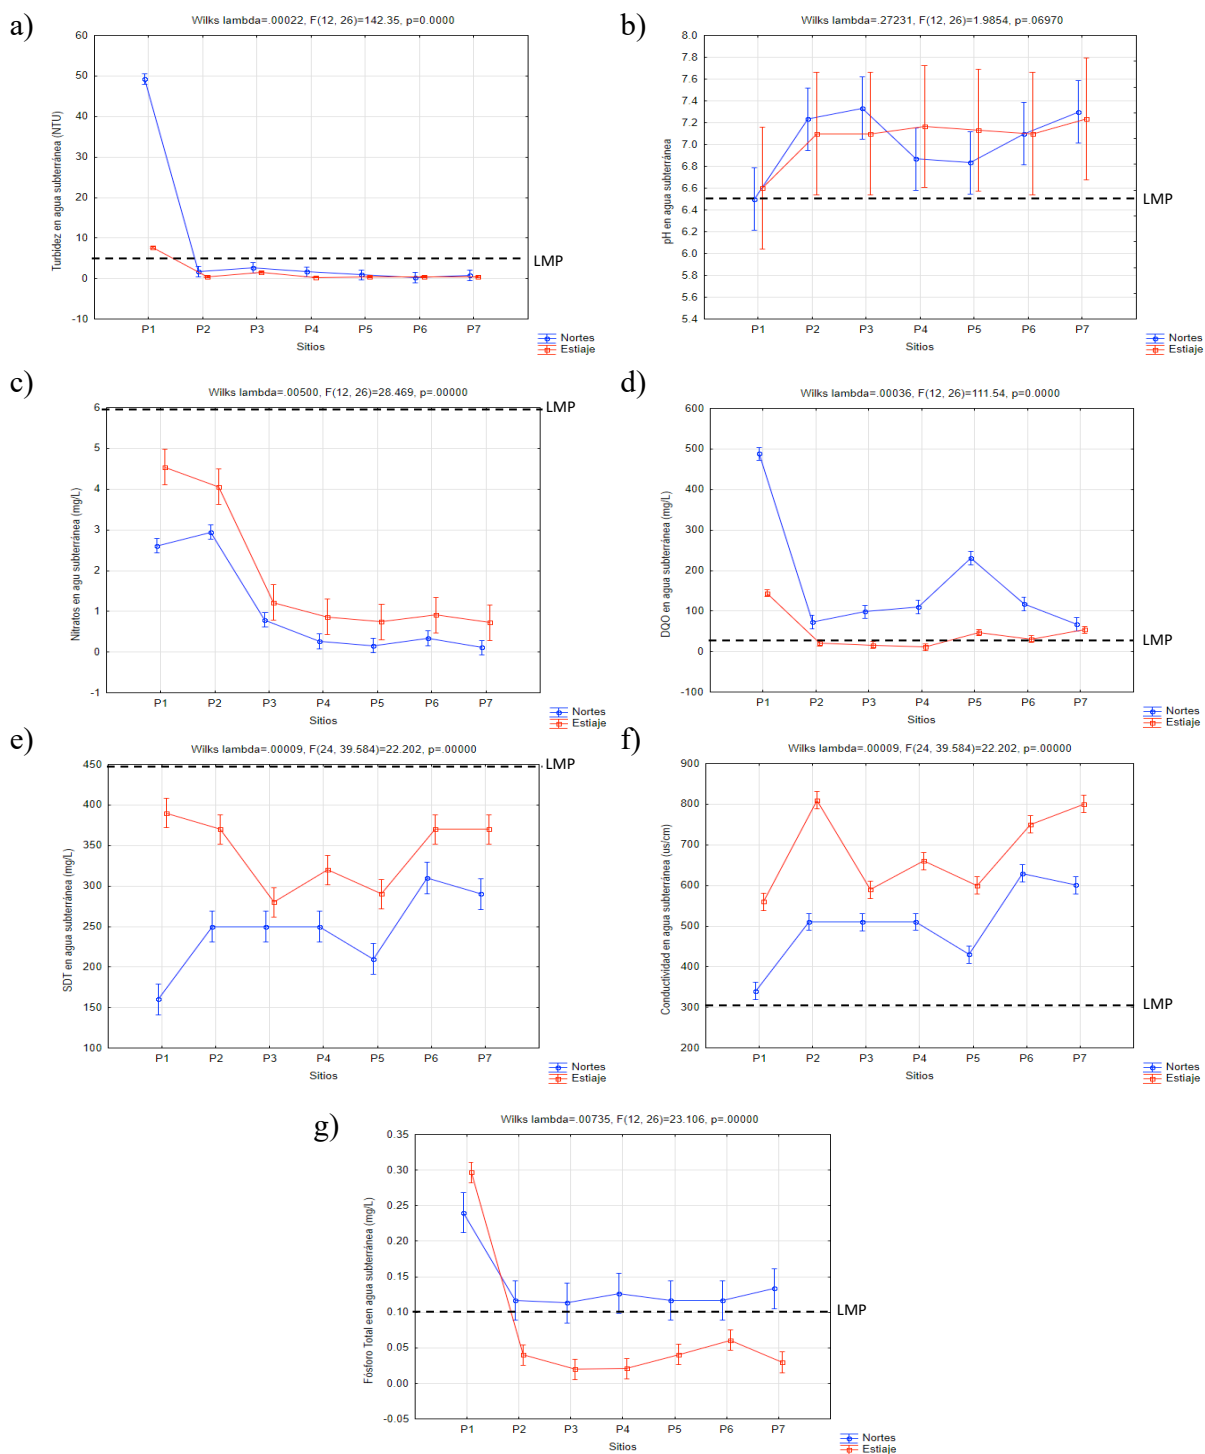 a)
Wilks lambda=.00022, F(12, 26)=142.35, p=0.0000
60
50
40
30
20
10
0
-10
Turbidez en agua subterránea (NTU)
LMP
P1 P2 P3 P4 P5 P6 P7
Sitios
Nortes
Estiaje
b)
Wilks lambda=.27231, F(12, 26)=1.9854, p=.06970
8.0
7.8
7.6
7.4
7.2
7.0
6.8
6.6
6.4
6.2
6.0
5.8
5.6
5.4
pH en agua subterránea
LMP
P1 P2 P3 P4 P5 P6 P7
Sitios
Nortes
Estiaje
c)
Wilks lambda=.00500, F(12, 26)=28.469, p=.00000
6
5
4
3
2
1
0
-1
Nitratos en agu subterránea (mg/L)
LMP
P1 P2 P3 P4 P5 P6 P7
Sitios
Nortes
Estiaje
d)
Wilks lambda=.00036, F(12, 26)=111.54, p=0.0000
600
500
400
300
200
100
0
-100
DQO en agua subterránea (mg/L)
LMP
P1 P2 P3 P4 P5 P6 P7
Sitios
Nortes
Estiaje
e)
Wilks lambda=.00009, F(24, 39.584)=22.202, p=.00000
450
400
350
300
250
200
150
100
SDT en agua subterránea (mg/L)
LMP
P1 P2 P3 P4 P5 P6 P7
Sitios
Nortes
Estiaje
f)
Wilks lambda=.00009, F(24, 39.584)=22.202, p=.00000
900
800
700
600
500
400
300
200
Conductividad en agua subterránea (us/cm)
LMP
P1 P2 P3 P4 P5 P6 P7
Sitios
Nortes
Estiaje
g)
Wilks lambda=.00735, F(12, 26)=23.106, p=.00000
0.35
0.30
0.25
0.20
0.15
0.10
0.05
0.00
-0.05
Fósforo Total een agua subterránea (mg/L)
LMP
P1 P2 P3 P4 P5 P6 P7
Sitios
Nortes
Estiaje